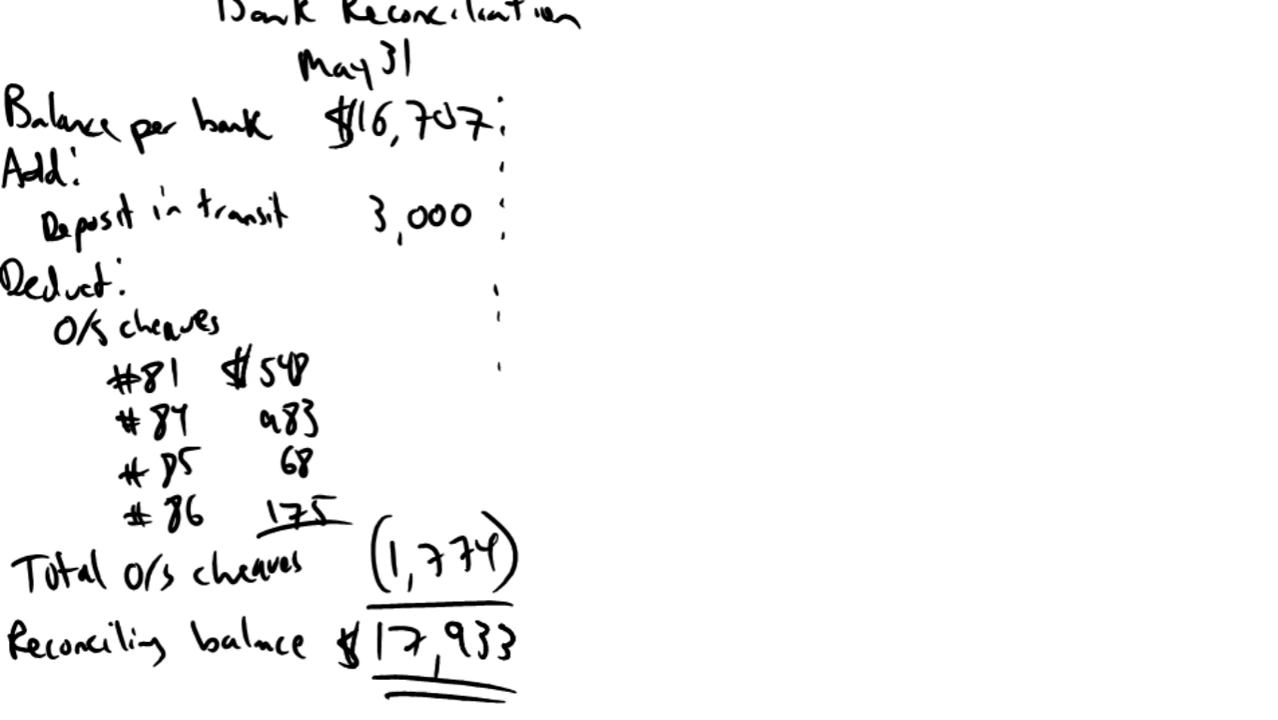 Bank Reconciliation
May 31
Balance per bank $16,707
Add:
Deposit in transit 3,000
Deduct:
O/s cheques
#81 $548
#84 983
#85 68
#86 175
Total o/s cheques (1,774)
Reconciling balance $17,933